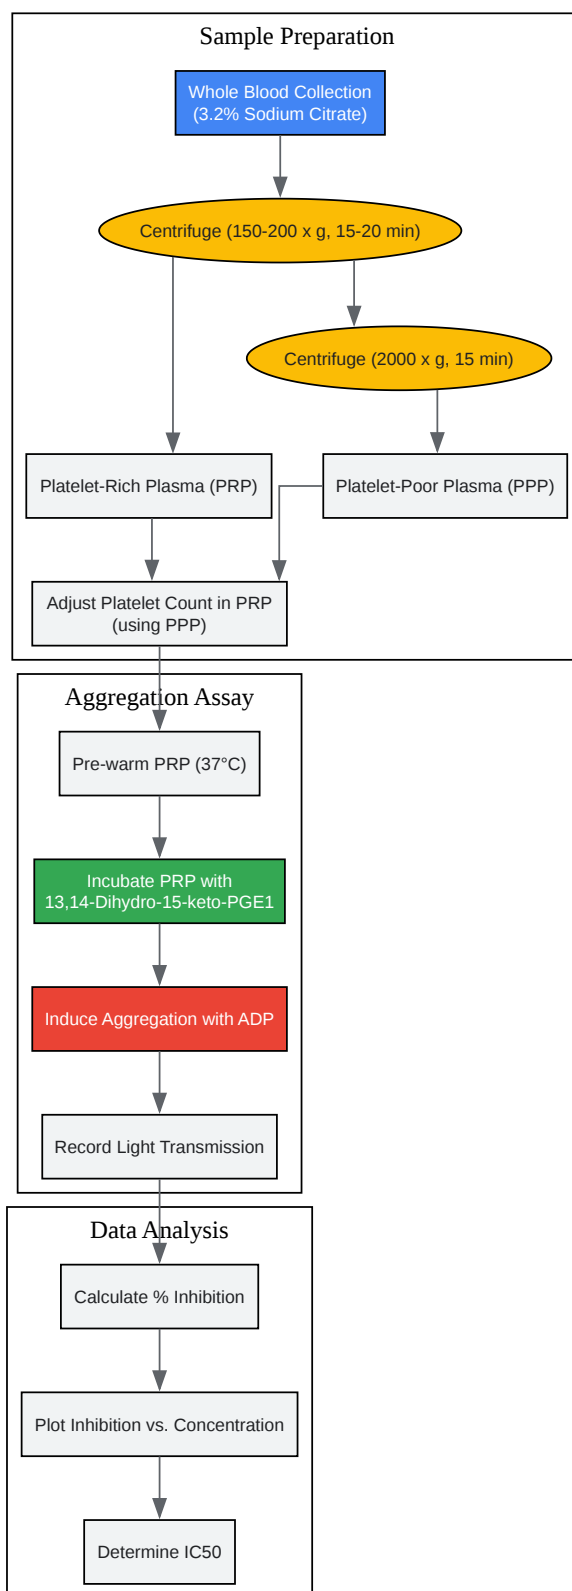 Sample Preparation
Whole Blood Collection
(3.2% Sodium Citrate)
Centrifuge (150-200 x g, 15-20 min)
Centrifuge (2000 x g, 15 min)
Platelet-Rich Plasma (PRP)
Platelet-Poor Plasma (PPP)
Adjust Platelet Count in PRP
(using PPP)
Aggregation Assay
Pre-warm PRP (37°C)
Incubate PRP with
13,14-Dihydro-15-keto-PGE1
Induce Aggregation with ADP
Record Light Transmission
Data Analysis
Calculate % Inhibition
Plot Inhibition vs. Concentration
Determine IC50